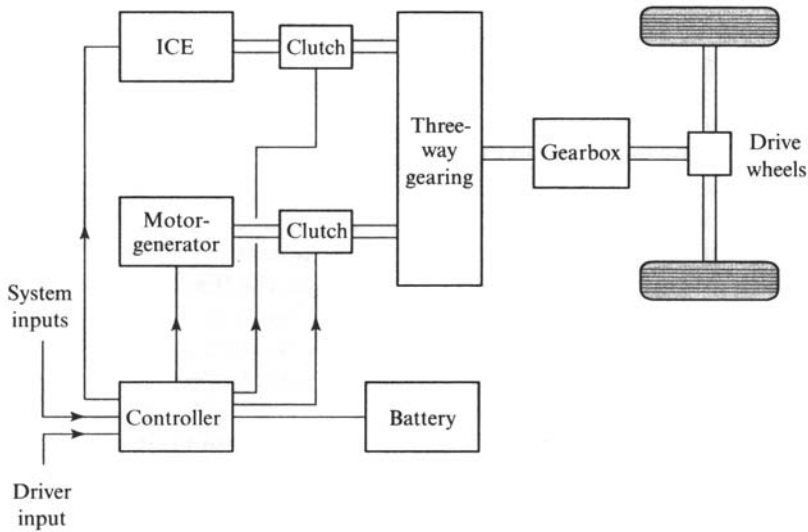 ICE
Clutch
Three-
way
gearing
Gearbox
Drive
wheels
Motor-
generator
Clutch
System
inputs
Controller
Battery
Driver
input